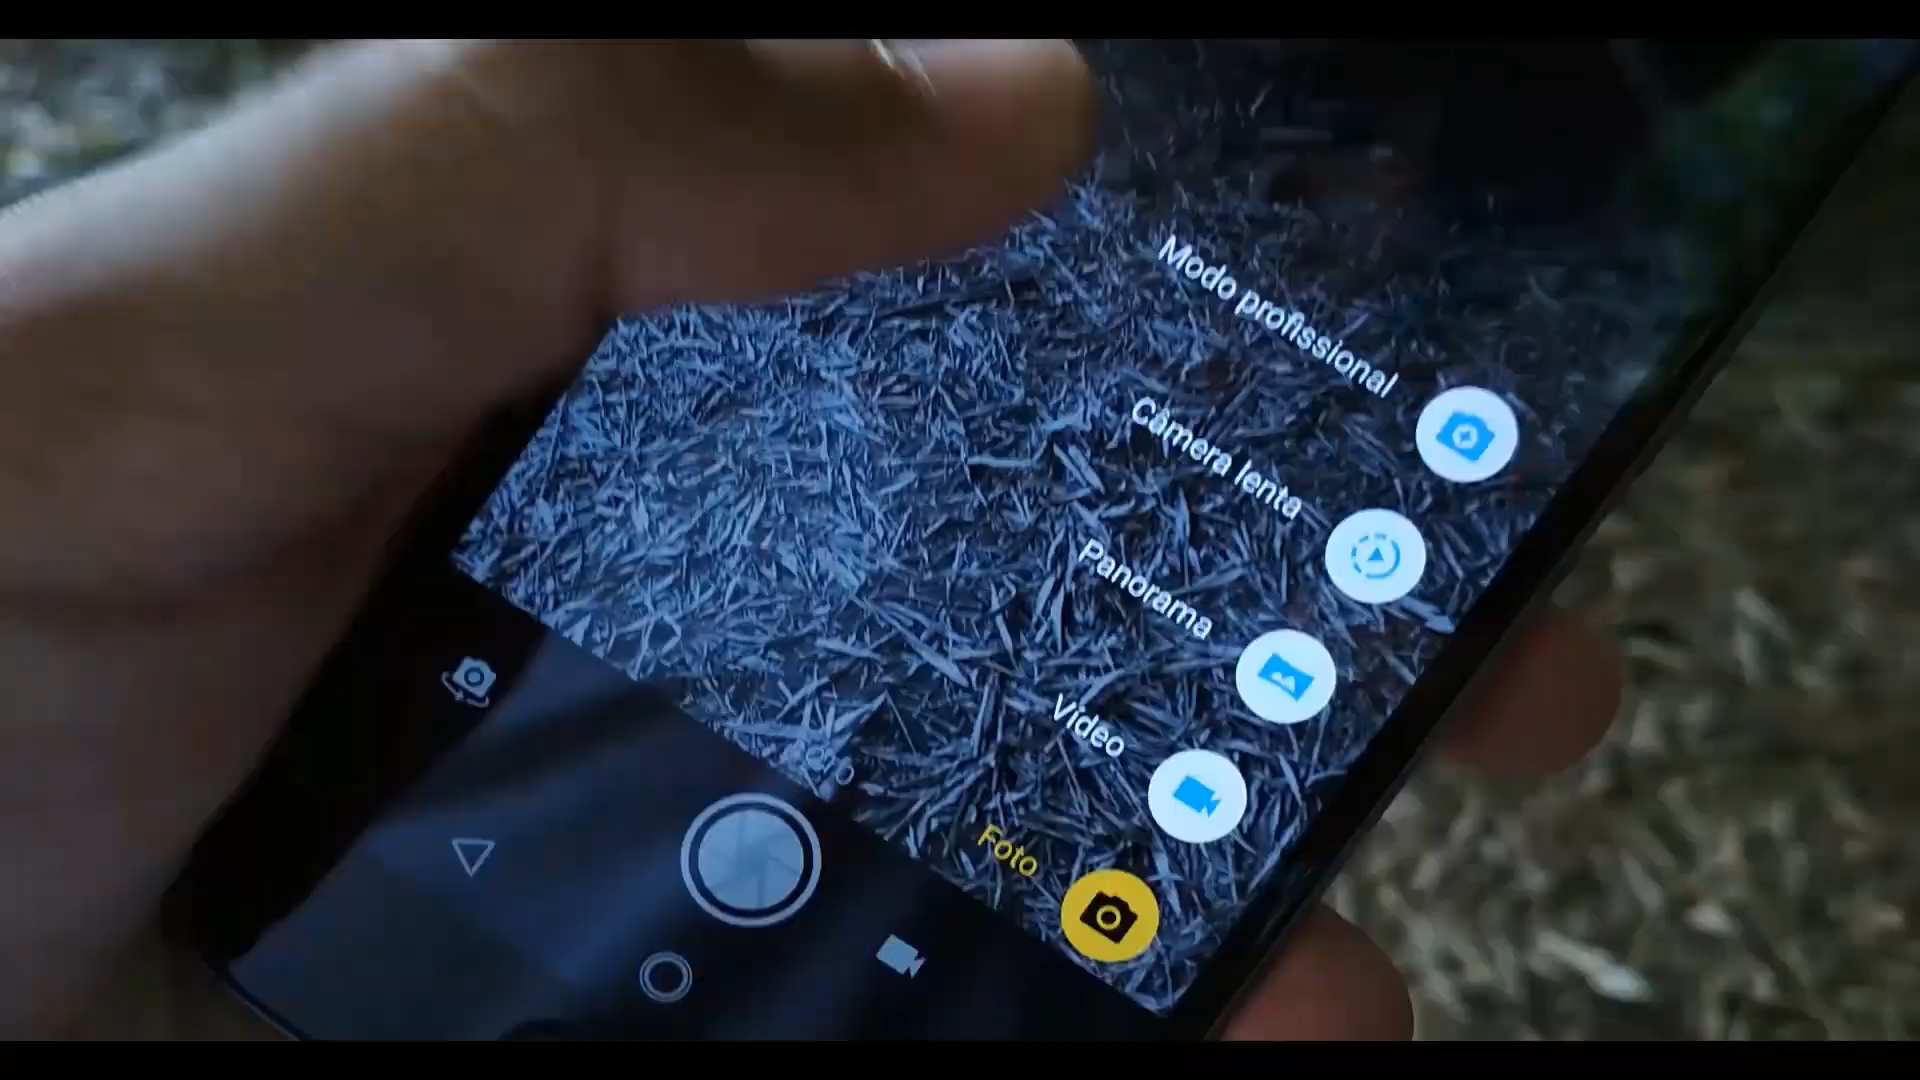 Modo profissional
Câmera lenta
Panorama
Vídeo
Foto